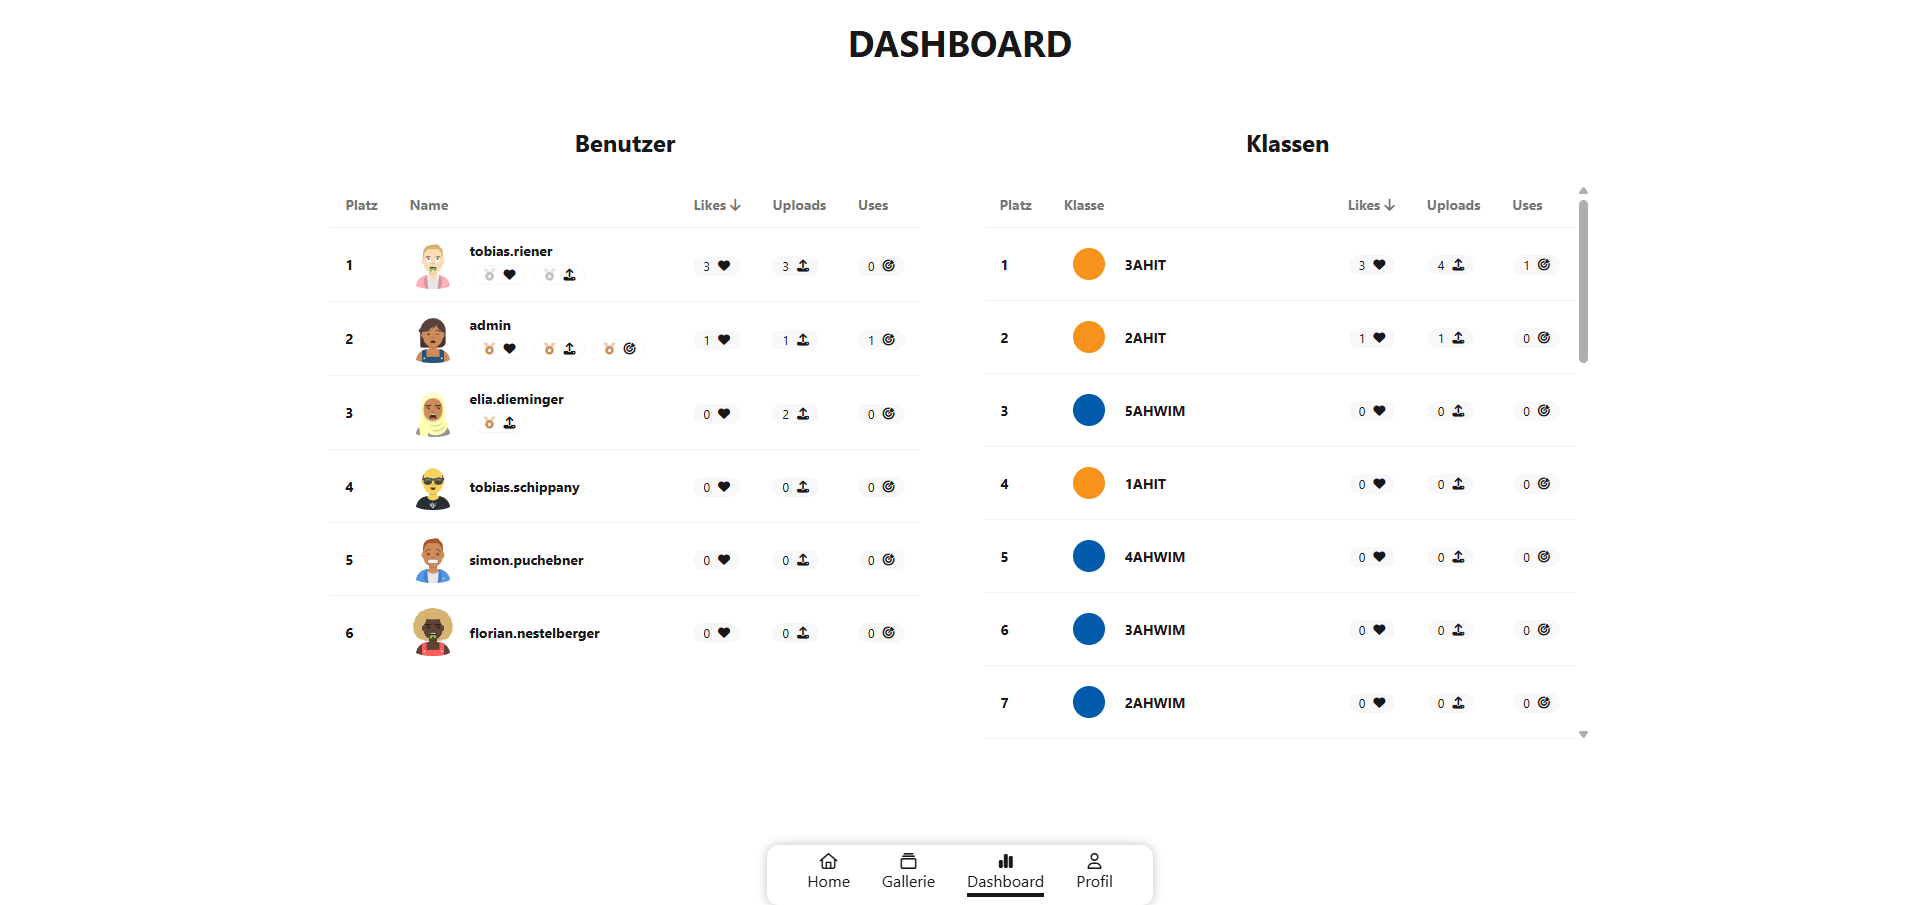 DASHBOARD
Benutzer
Platz Name Likes Uploads Uses
1 tobias.riener 3 3 0
2 admin 1 1 1
3 elia.dieminger 0 2 0
4 tobias.schippany 0 0 0
5 simon.puchebner 0 0 0
6 florian.nestelberger 0 0 0
Klassen
Platz Klasse Likes Uploads Uses
1 3AHIT 3 4 1
2 2AHIT 1 1 0
3 5AHWIM 0 0 0
4 1AHIT 0 0 0
5 4AHWIM 0 0 0
6 3AHWIM 0 0 0
7 2AHWIM 0 0 0
Home Gallerie Dashboard Profil